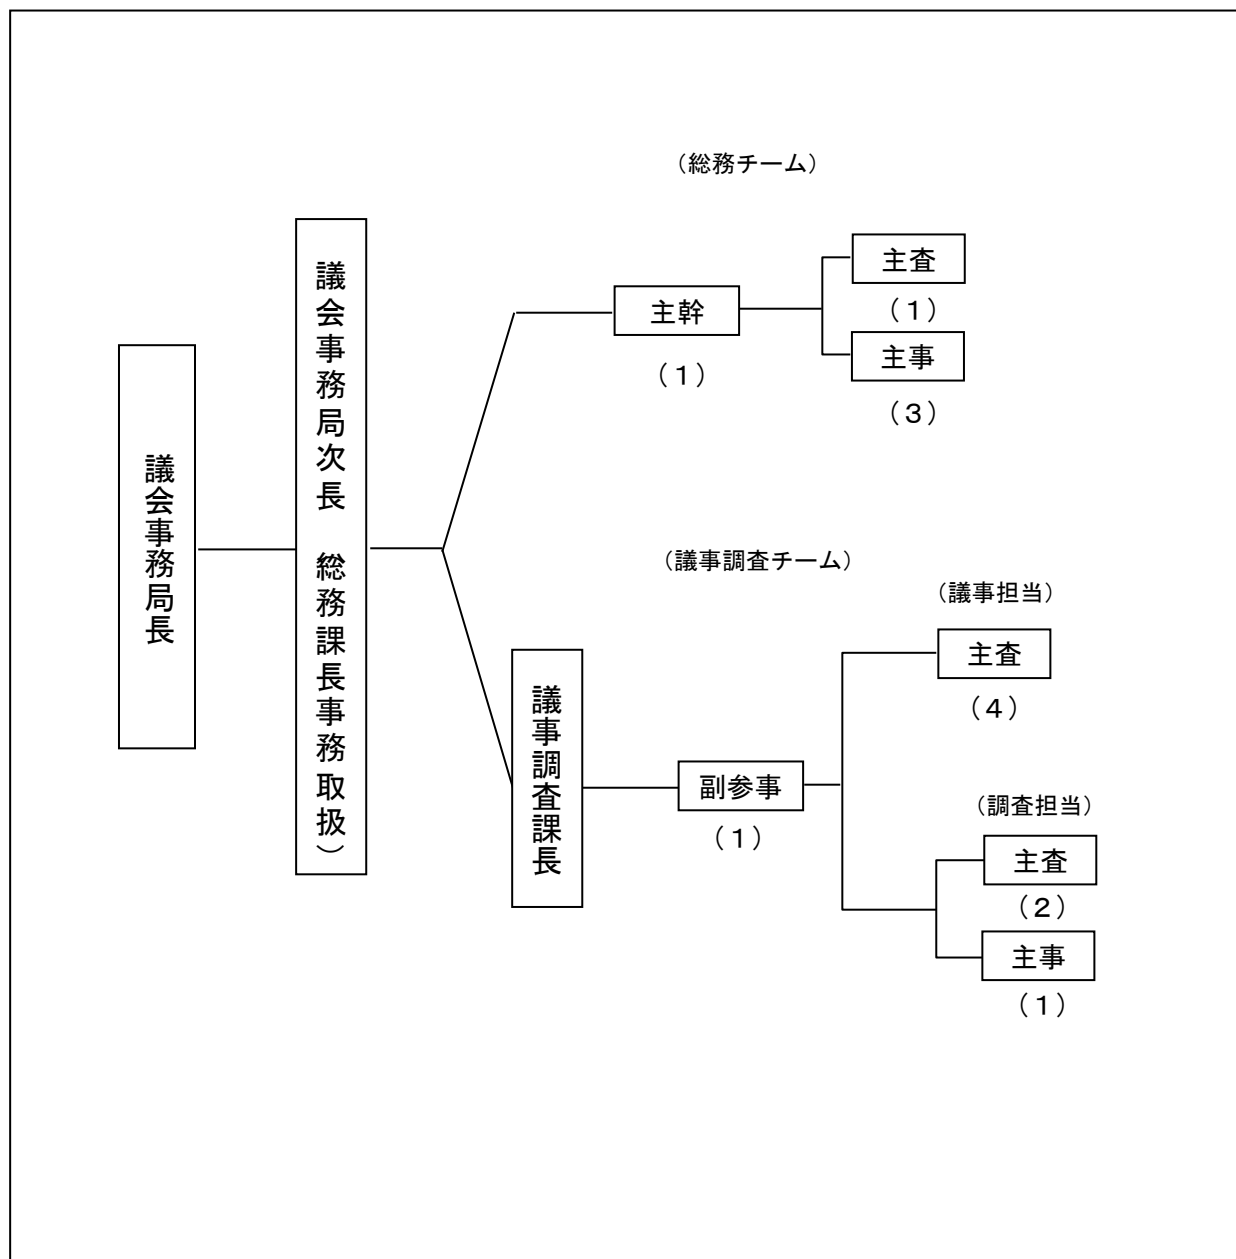 議会事務局長
議会事務局次長　総務課長事務取扱）
（総務チーム）
主幹
（１）
主査
（１）
主事
（３）
（議事調査チーム）
議事調査課長
副参事
（１）
（議事担当）
主査
（４）
（調査担当）
主査
（２）
主事
（１）